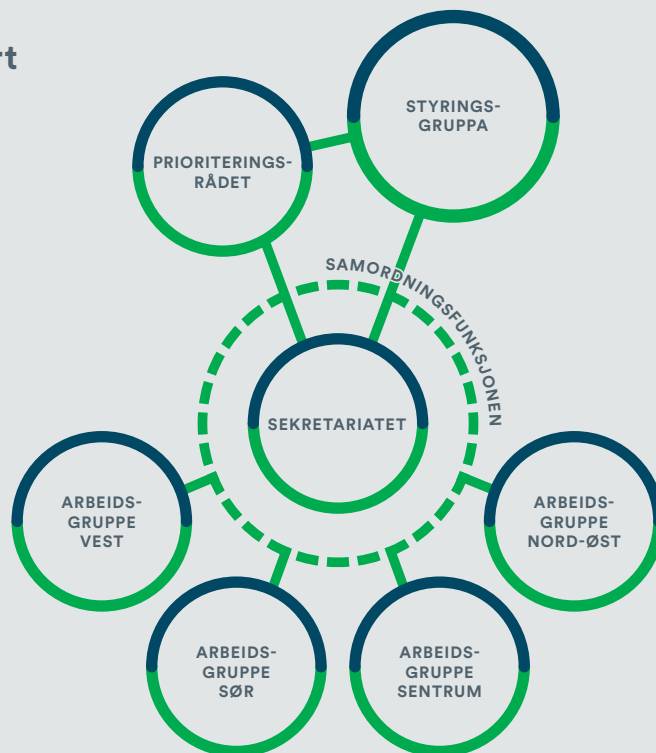 rt
STYRINGS-
GRUPPA
PRIORITERINGS-
RÅDET
SAMORDNINGSFUNKSJONEN
SEKRETARIATET
ARBEIDS-
GRUPPE
VEST
ARBEIDS-
GRUPPE
NORD-ØST
ARBEIDS-
GRUPPE
SØR
ARBEIDS-
GRUPPE
SENTRUM